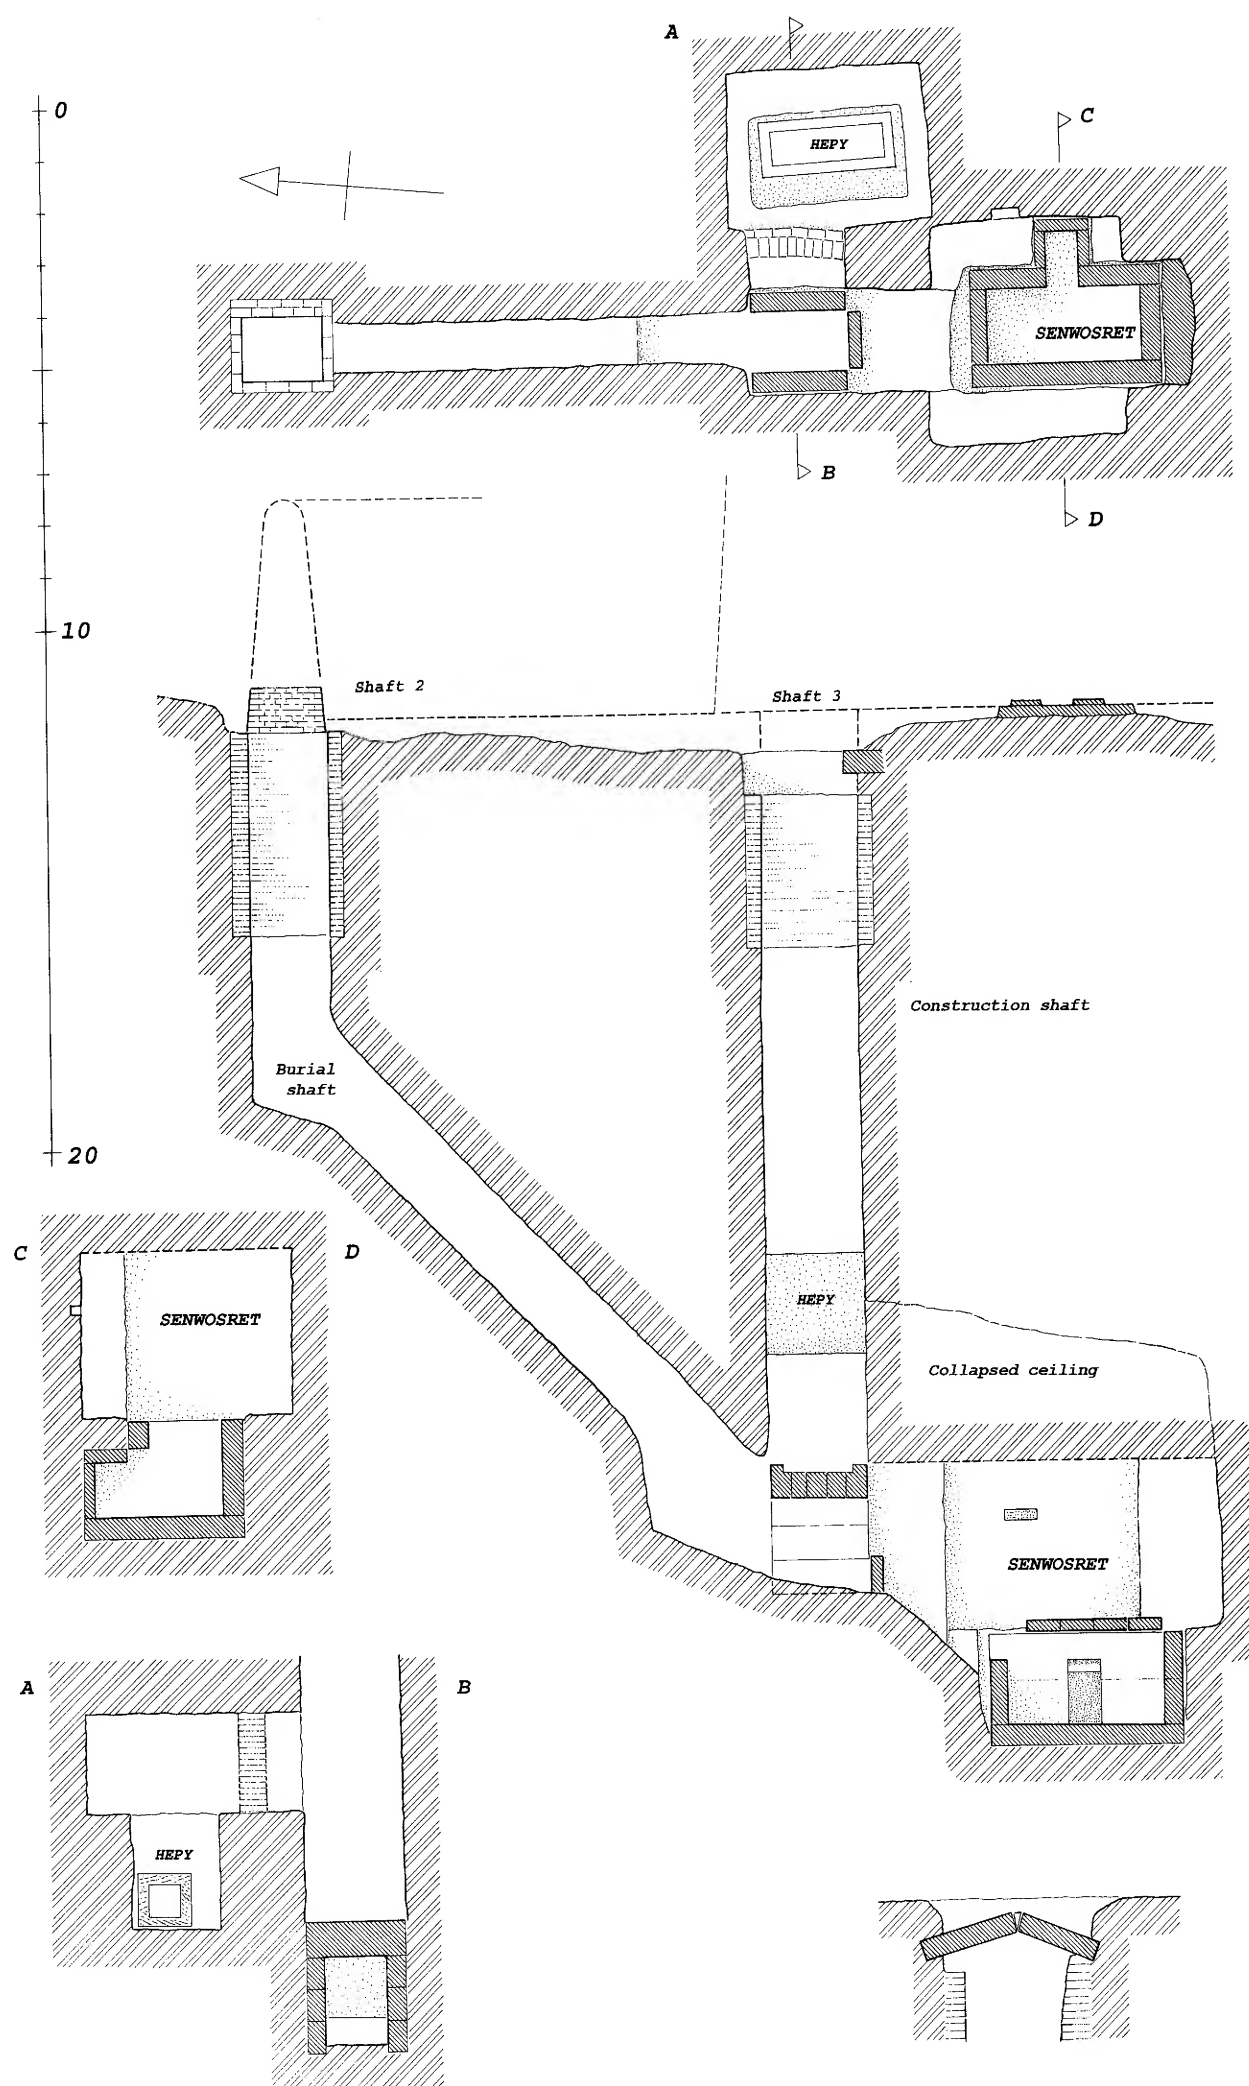 A
0
C
HEPY
SENWOSRET
B
D
10
Shaft 2
Shaft 3
Construction shaft
Burial
shaft
20
C
D
SENWOSRET
HEPY
Collapsed ceiling
SENWOSRET
A
B
HEPY